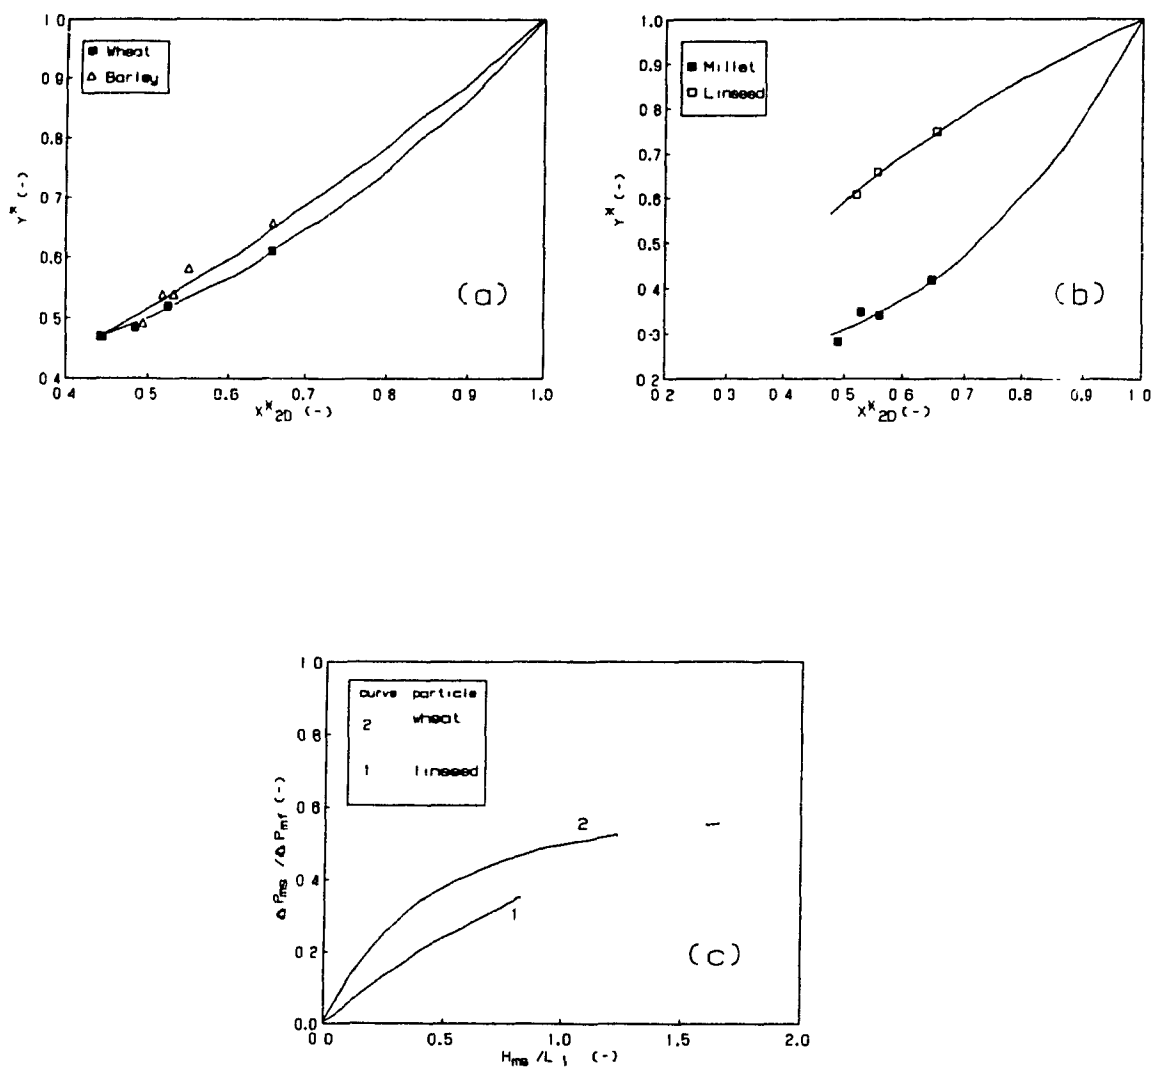 1 0
0 9
0 8
0 7
0 6
0 5
0 4
Y* (-)
Wheat
Barley
(a)
0 4 0.5 0.6 0.7 0.8 0.9 1.0
X*2D (-)
1.0
0.9
0.8
0.7
0.6
0.5
0 4
0 3
0 2
Y* (-)
Millet
Linseed
(b)
0 2 0 3 0 4 0 5 0.6 0.7 0.8 0.9 1 0
X*2D (-)
1 0
0 8
0 6
0 4
0 2
0.0
Δ Pms / Δ Pmf (-)
curve particle
2 wheat
1 linseed
2
1
(c)
0 0 0.5 1.0 1.5 2.0
Hms /L i (-)